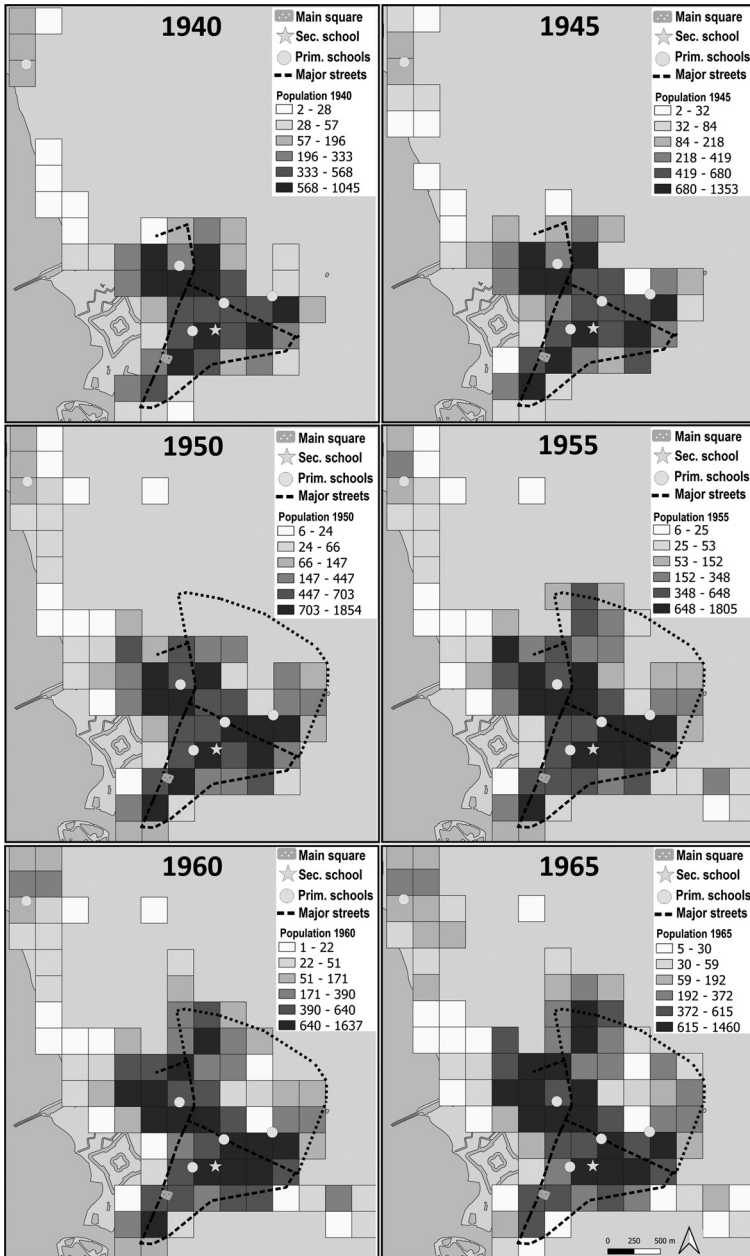 1940
Main square
Sec. school
Prim. schools
Major streets
Population 1940
2 - 28
28 - 57
57 - 196
196 - 333
333 - 568
568 - 1045
1945
Main square
Sec. school
Prim. schools
Major streets
Population 1945
2 - 32
32 - 84
84 - 218
218 - 419
419 - 680
680 - 1353
1950
Main square
Sec. school
Prim. schools
Major streets
Population 1950
6 - 24
24 - 66
66 - 147
147 - 447
447 - 703
703 - 1854
1955
Main square
Sec. school
Prim. schools
Major streets
Population 1955
6 - 25
25 - 53
53 - 152
152 - 348
348 - 648
648 - 1805
1960
Main square
Sec. school
Prim. schools
Major streets
Population 1960
1 - 22
22 - 51
51 - 171
171 - 390
390 - 640
640 - 1637
1965
Main square
Sec. school
Prim. schools
Major streets
Population 1965
5 - 30
30 - 59
59 - 192
192 - 372
372 - 615
615 - 1460
0 250 500 m